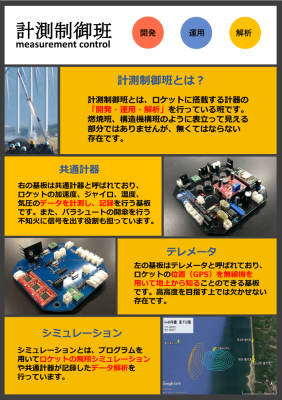 計測制御班
measurement control
開発
運用
解析
計測制御班とは？
計測制御班とは、ロケットに搭載する計器の
「開発・運用・解析」を行っている班です。
燃焼班、構造機構班のように表立って見える
部分ではありませんが、無くてはならない
存在です。
共通計器
右の基板は共通計器と呼ばれており、
ロケットの加速度、ジャイロ、温度、
気圧のデータを計測し、記録を行う基板
です。また、パラシュートの開傘を行う
不知火に信号を出す役割も担っています。
テレメータ
左の基板はテレメータと呼ばれており、
ロケットの位置（GPS）を無線機を
用いて地上から知ることのできる基板
です。高高度を目指す上では欠かせない
存在です。
シミュレーション
シミュレーションとは、プログラムを
用いてロケットの飛翔シミュレーション
や共通計器が記録したデータ解析を
行っています。
Google Earth